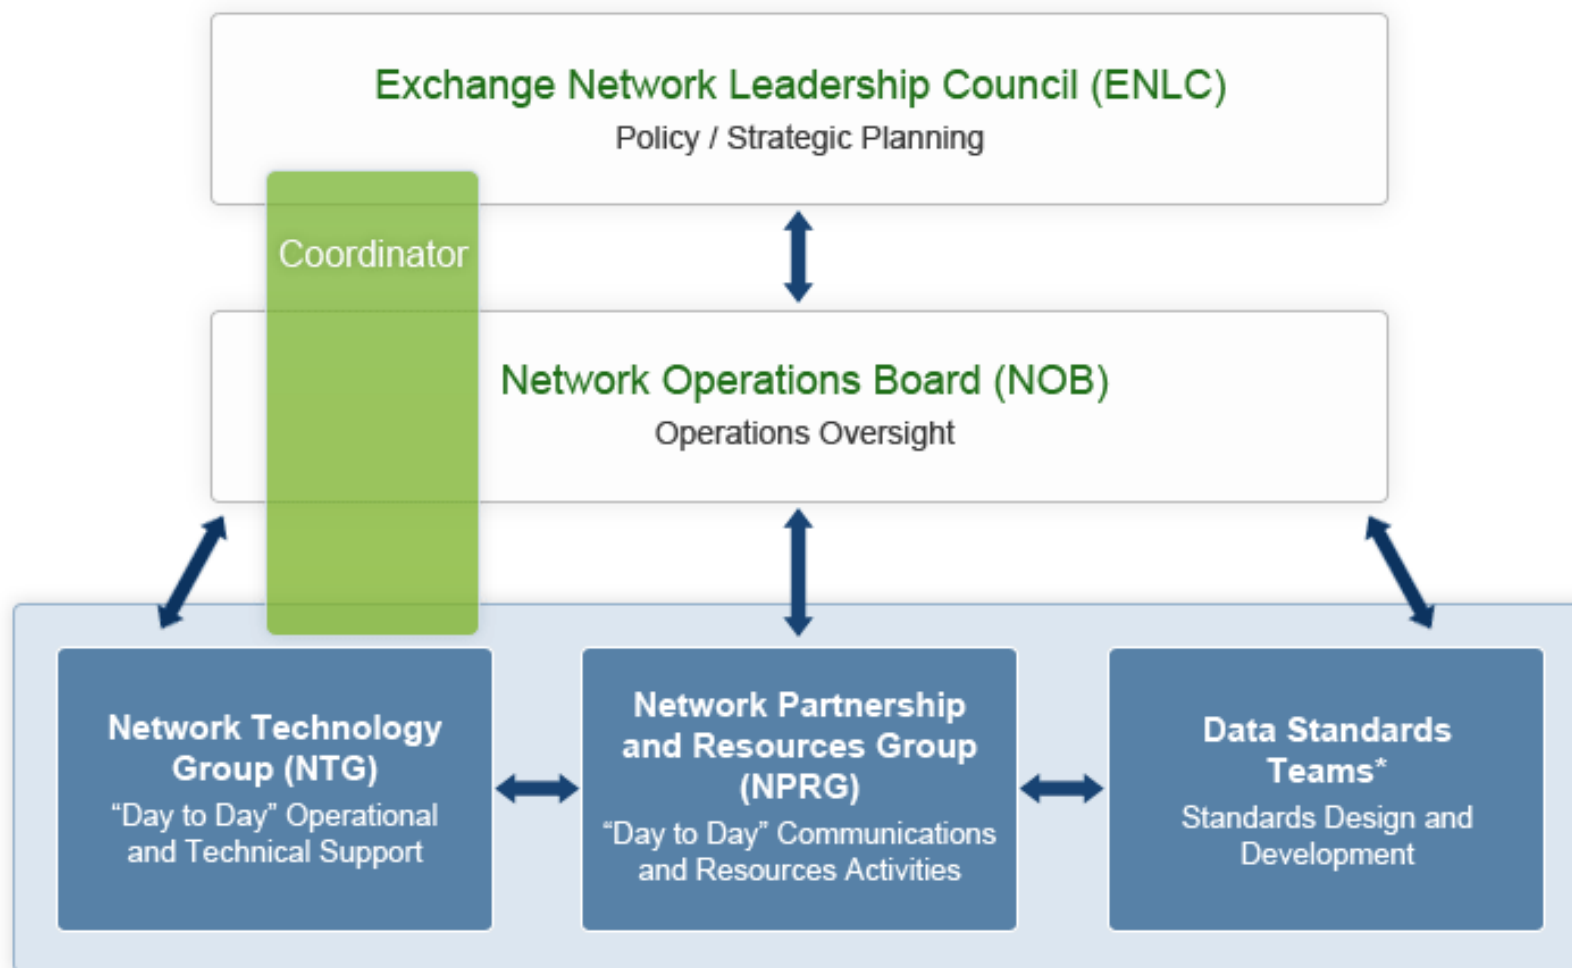 Exchange Network Leadership Council (ENLC)
Policy / Strategic Planning
Coordinator
Network Operations Board (NOB)
Operations Oversight
Network Technology
Group (NTG)
“Day to Day” Operational
and Technical Support
Network Partnership
and Resources Group
(NPRG)
“Day to Day” Communications
and Resources Activities
Data Standards
Teams*
Standards Design and
Development